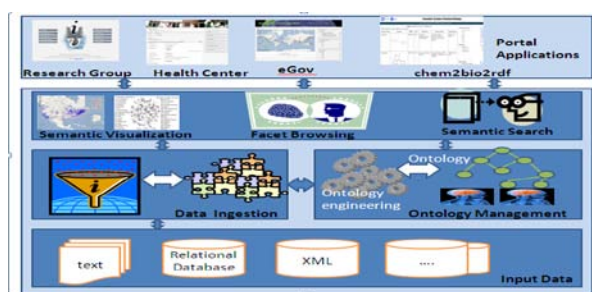 Research Group Health Center eGov chem2bio2rdf
Portal
Applications
Semantic Visualization Facet Browsing Semantic Search
Data Ingestion
Ontology
engineering
Ontology
Ontology Management
text
Relational
Database
XML
....
Input Data